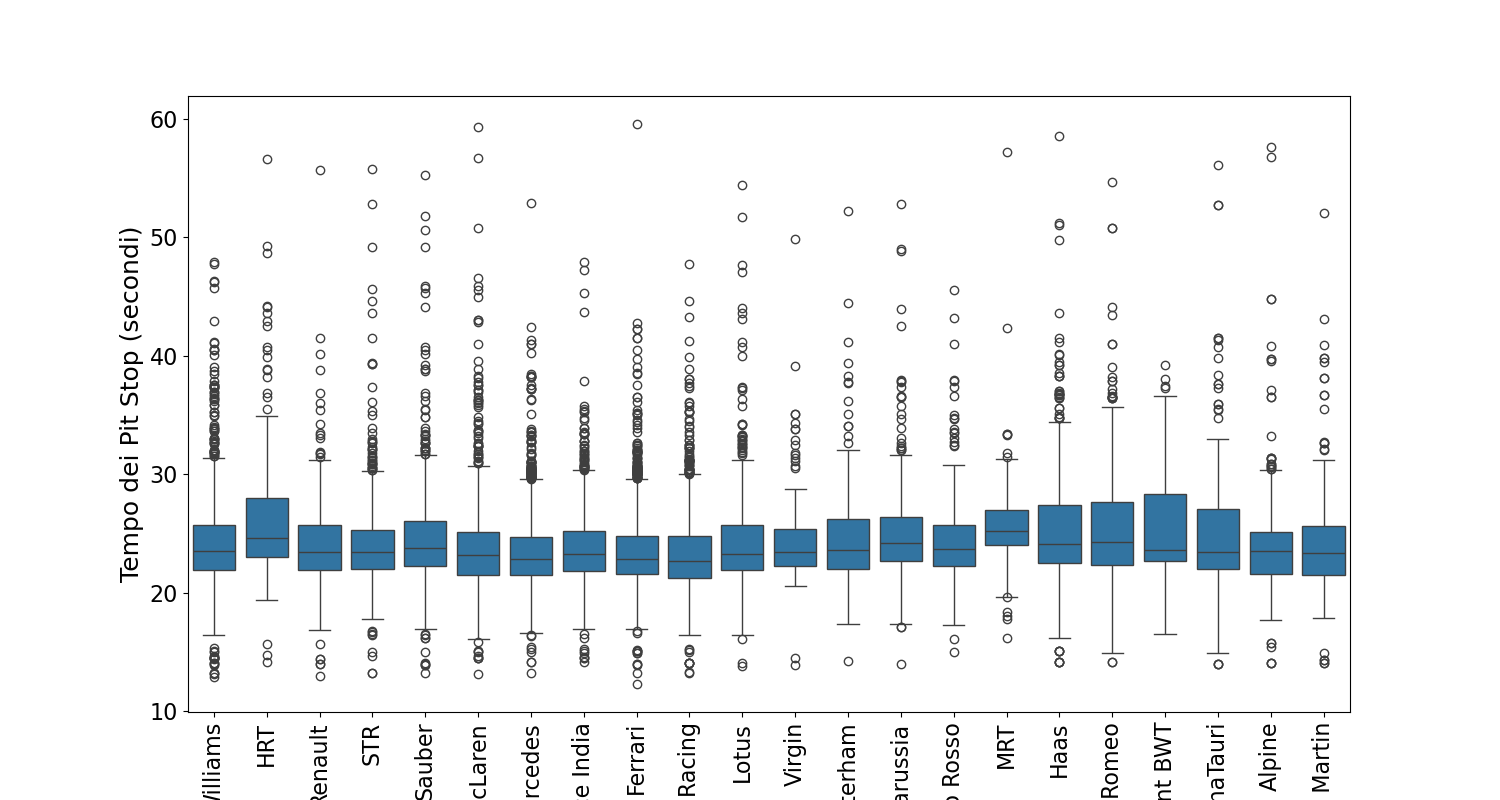 60
50
40
30
20
10
Tempo dei Pit Stop (secondi)
Williams
HRT
Renault
STR
Sauber
cLaren
rcedes
e India
Ferrari
Racing
Lotus
Virgin
terham
arussia
o Rosso
MRT
Haas
Romeo
nt BWT
naTauri
Alpine
Martin